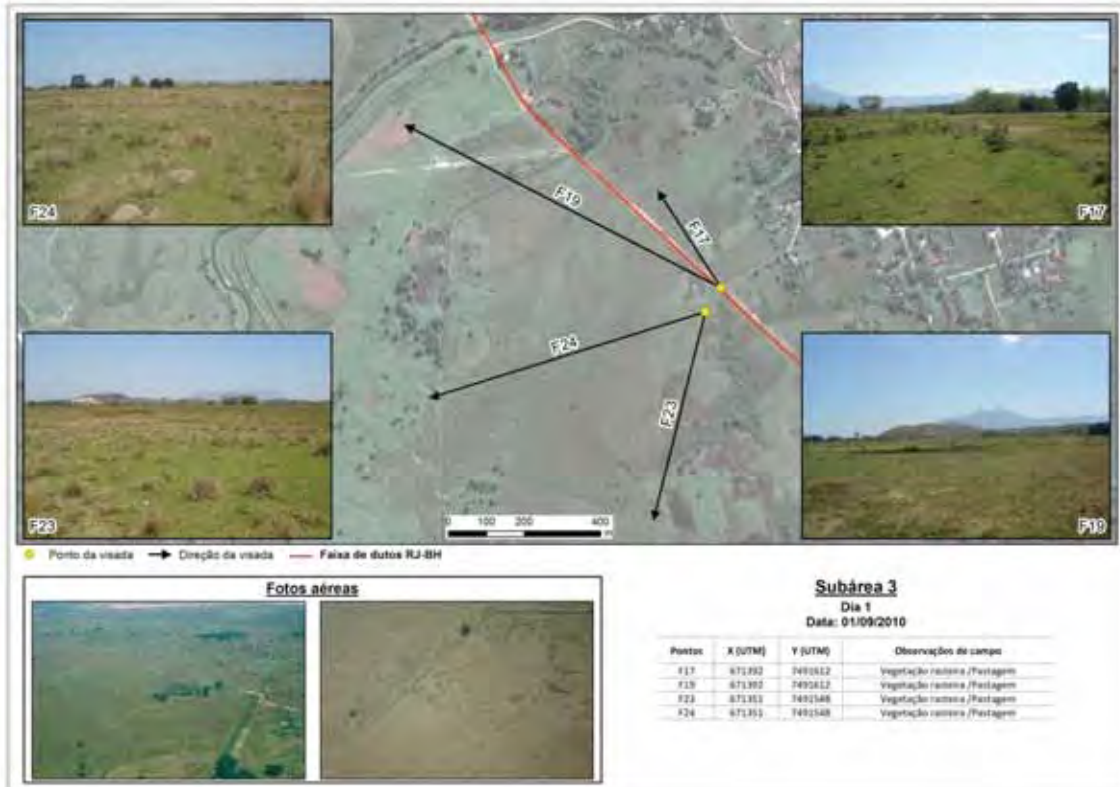 F24
F17
F19
F17
F24
F23
F23
F19
0 100 200 400
m
Ponto da visada Direção da visada Faixa de dutos RJ-BH
Fotos aéreas
Subárea 3
Dia 1
Data: 01/09/2010
Pontos X (UTM) Y (UTM) Observações de campo
F17 671392 7491612 Vegetação rasteira /Pastagem
F19 671392 7491612 Vegetação rasteira /Pastagem
F23 671351 7491548 Vegetação rasteira /Pastagem
F24 671351 7491548 Vegetação rasteira /Pastagem